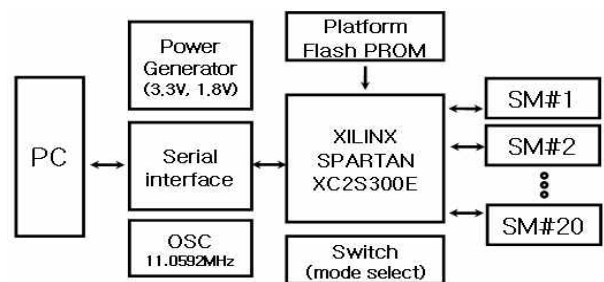 Power
Generator
(3.3V, 1.8V)
Platform
Flash PROM
PC
Serial
interface
XILINX
SPARTAN
XC2S300E
SM#1
SM#2
SM#20
OSC
11.0592MHz
Switch
(mode select)